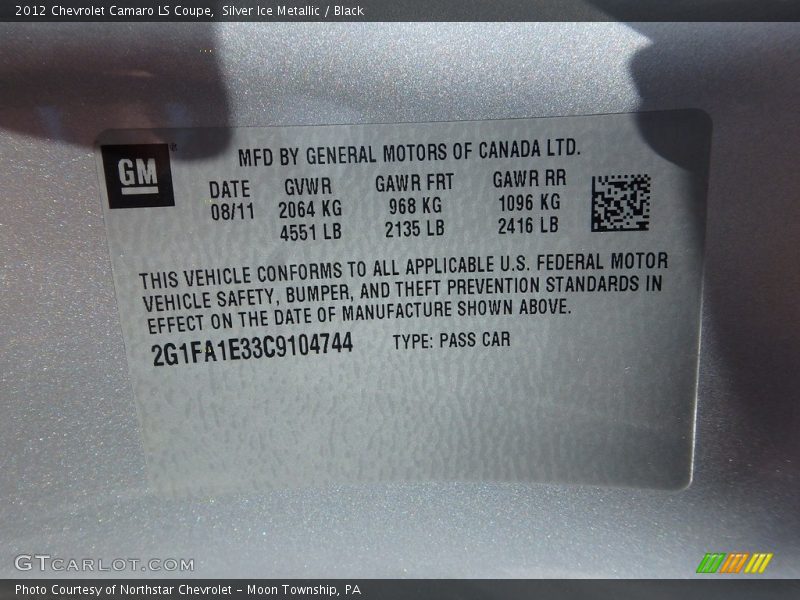 2012 Chevrolet Camaro LS Coupe, Silver Ice Metallic / Black
GM ®
MFD BY GENERAL MOTORS OF CANADA LTD.
DATE GVWR GAWR FRT GAWR RR
08/11 2064 KG 968 KG 1096 KG
4551 LB 2135 LB 2416 LB
THIS VEHICLE CONFORMS TO ALL APPLICABLE U.S. FEDERAL MOTOR
VEHICLE SAFETY, BUMPER, AND THEFT PREVENTION STANDARDS IN
EFFECT ON THE DATE OF MANUFACTURE SHOWN ABOVE.
2G1FA1E33C9104744 TYPE: PASS CAR
GTCARLOT.COM
Photo Courtesy of Northstar Chevrolet - Moon Township, PA